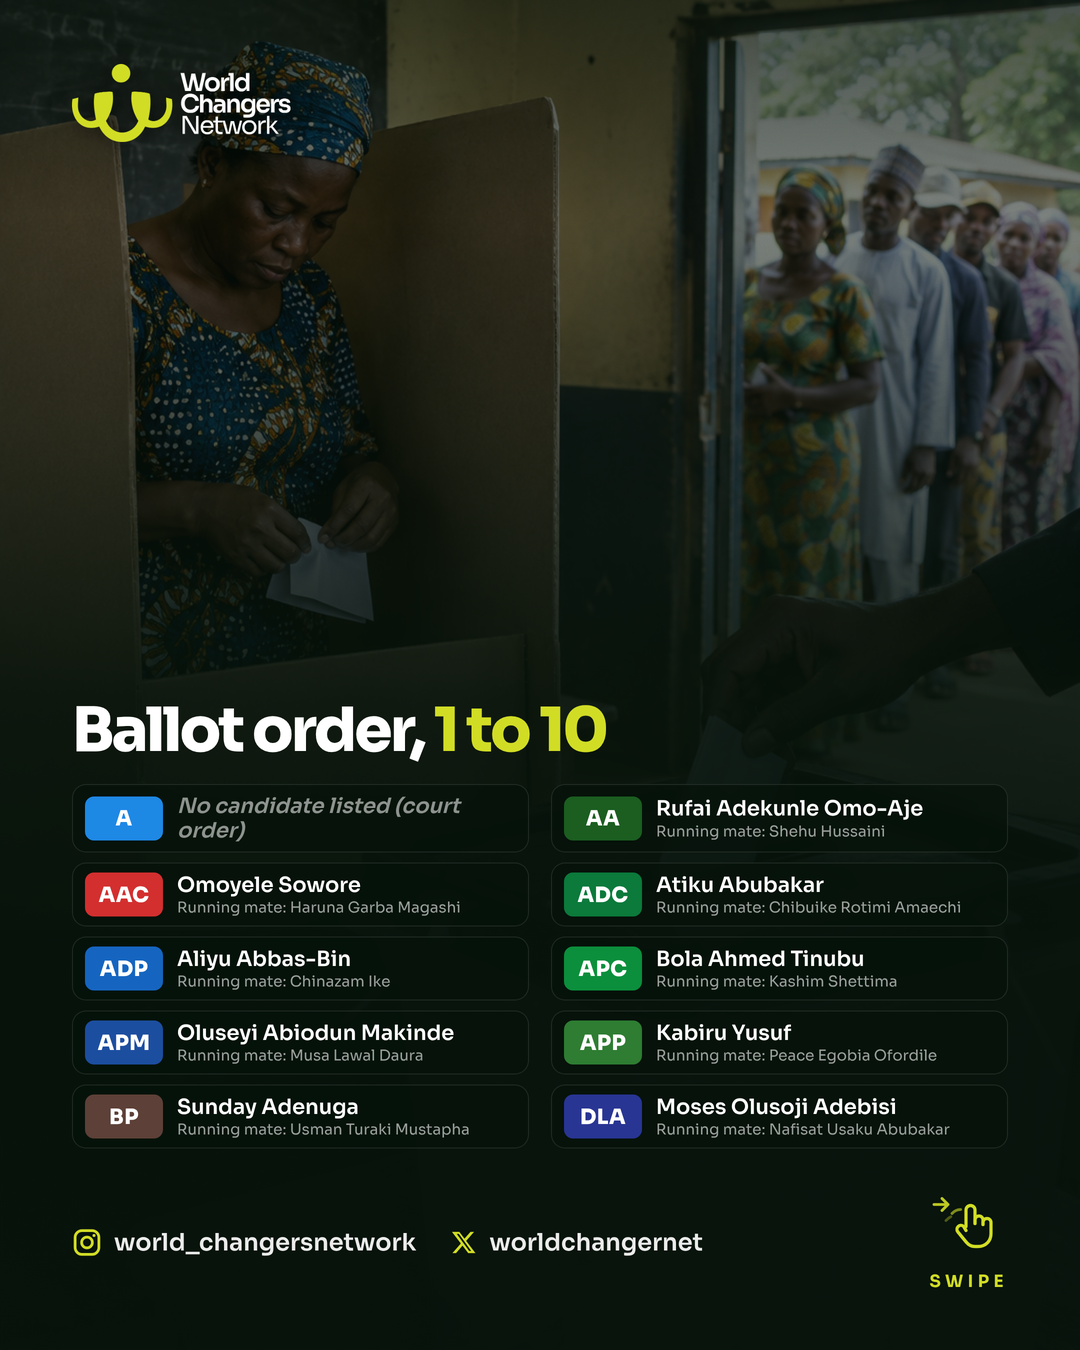 World
Changers
Network
Ballot order, 1 to 10
A
No candidate listed (court
order)
AA
Rufai Adekunle Omo-Aje
Running mate: Shehu Hussaini
AAC
Omoyele Sowore
Running mate: Haruna Garba Magashi
ADC
Atiku Abubakar
Running mate: Chibuike Rotimi Amaechi
ADP
Aliyu Abbas-Bin
Running mate: Chinazam Ike
APC
Bola Ahmed Tinubu
Running mate: Kashim Shettima
APM
Oluseyi Abiodun Makinde
Running mate: Musa Lawal Daura
APP
Kabiru Yusuf
Running mate: Peace Egobia Ofordile
BP
Sunday Adenuga
Running mate: Usman Turaki Mustapha
DLA
Moses Olusoji Adebisi
Running mate: Nafisat Usaku Abubakar
world_changersnetwork
worldchangernet
SWIPE